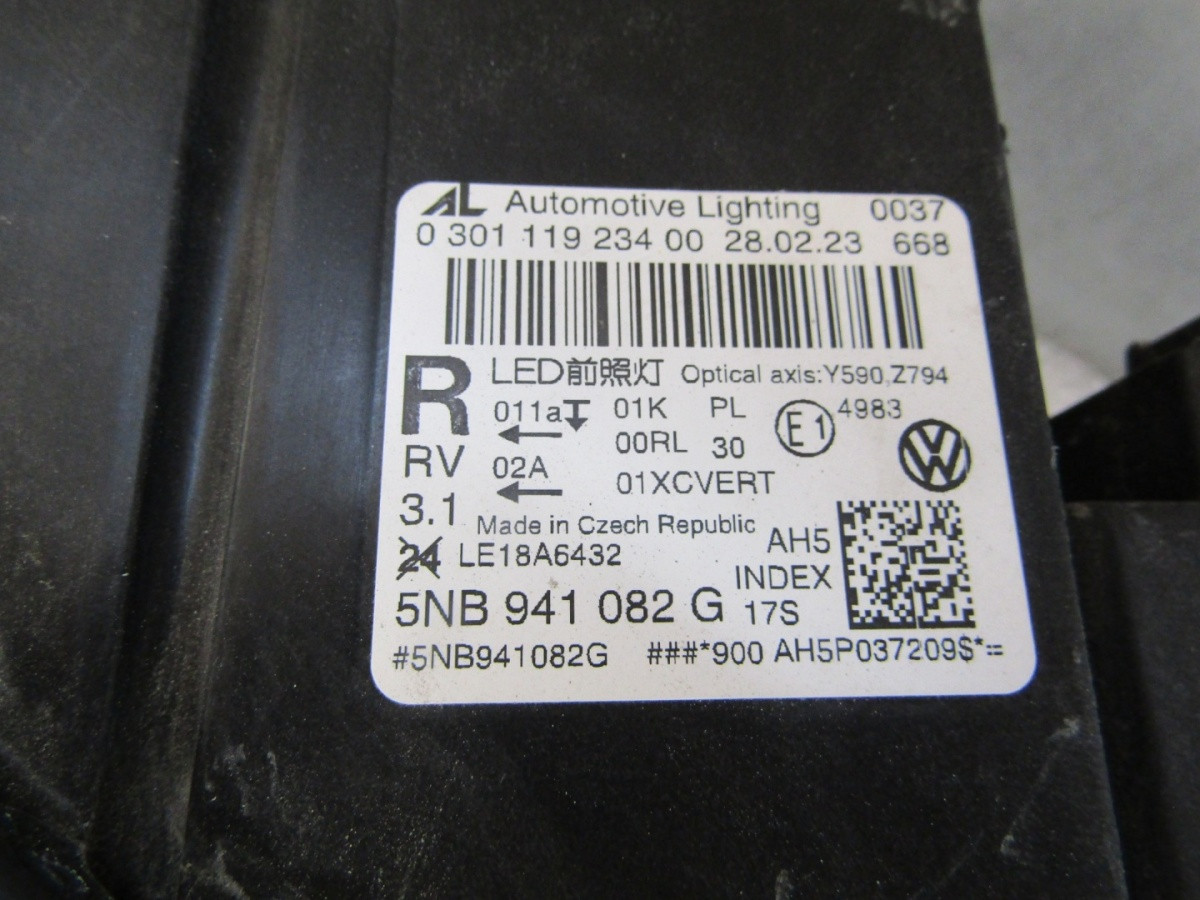 AL Automotive Lighting 0037
0 301 119 234 00 28.02.23 668
R LED前照灯 Optical axis:Y590,Z794
011a 01K PL E1 4983
00RL 30
RV 02A 01XCVERT
3.1 Made in Czech Republic
24 LE18A6432 AH5
INDEX
5NB 941 082 G 17S
#5NB941082G ###*900 AH5P037209$*=